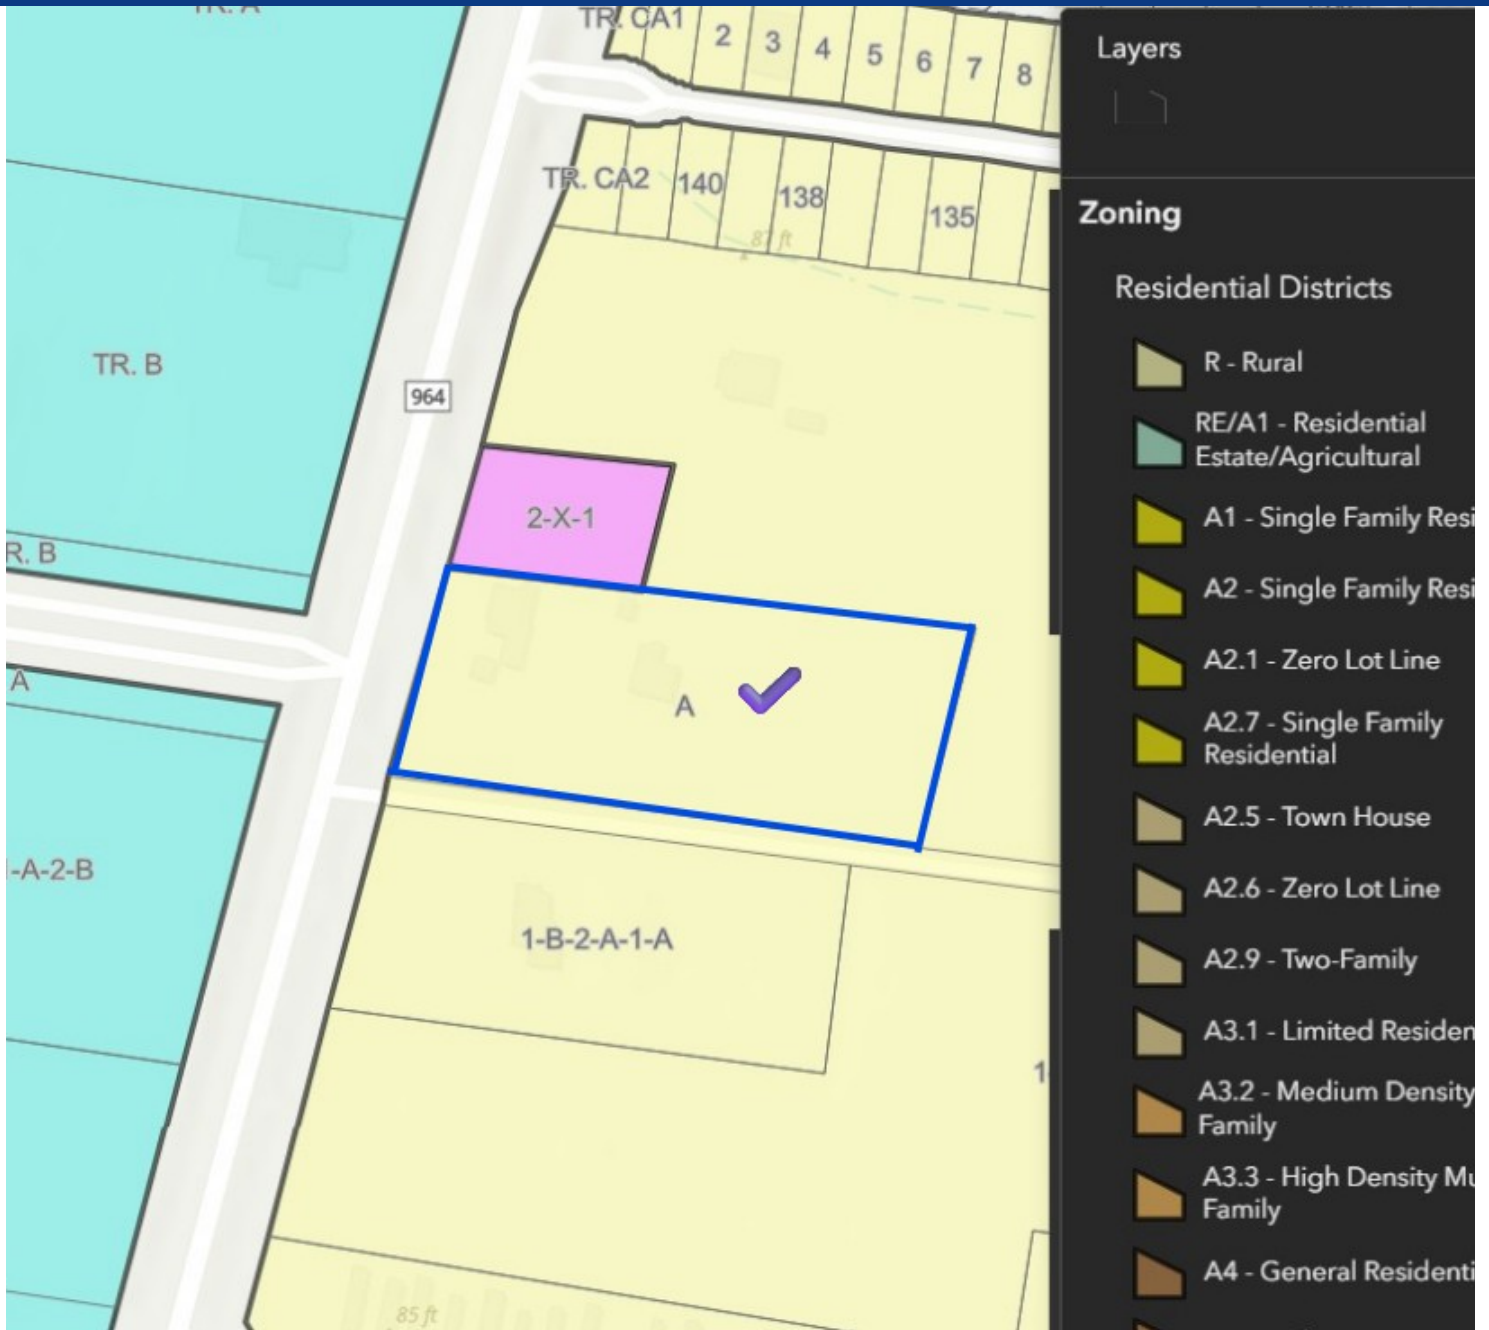 TR. CA1
2
3
4
5
6
7
8
TR. CA2
140
138
135
87 ft
TR. B
964
2-X-1
R. B
A
A
-A-2-B
1-B-2-A-1-A
85 ft
Layers
Zoning
Residential Districts
R - Rural
RE/A1 - Residential
Estate/Agricultural
A1 - Single Family Resi
A2 - Single Family Resi
A2.1 - Zero Lot Line
A2.7 - Single Family
Residential
A2.5 - Town House
A2.6 - Zero Lot Line
A2.9 - Two-Family
A3.1 - Limited Residen
A3.2 - Medium Density
Family
A3.3 - High Density Mu
Family
A4 - General Residenti